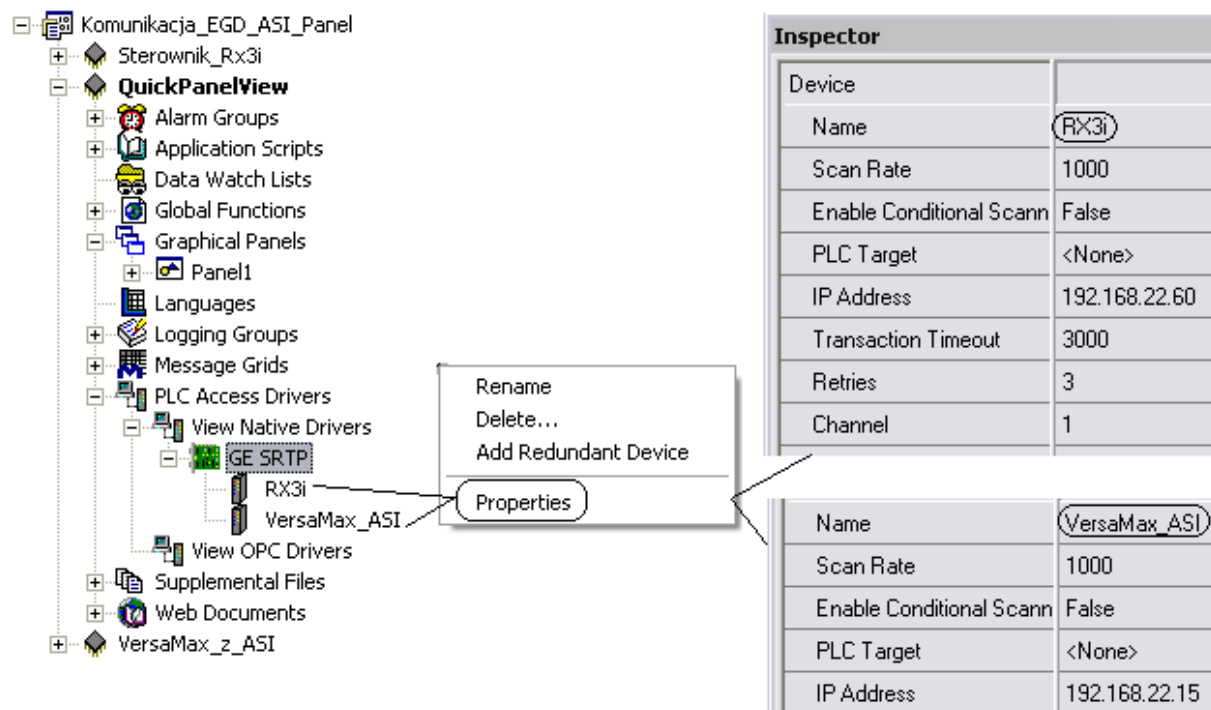 Komunikacja_EGD_ASI_Panel
Sterownik_Rx3i
QuickPanelView
Alarm Groups
Application Scripts
Data Watch Lists
Global Functions
Graphical Panels
Panel1
Languages
Logging Groups
Message Grids
PLC Access Drivers
View Native Drivers
GE SRTP
RX3i
VersaMax_ASI
View OPC Drivers
Supplemental Files
Web Documents
VersaMax_z_ASI
Rename
Delete...
Add Redundant Device
Properties
Inspector
Device
Name RX3i
Scan Rate 1000
Enable Conditional Scann False
PLC Target <None>
IP Address 192.168.22.60
Transaction Timeout 3000
Retries 3
Channel 1
Name VersaMax_ASI
Scan Rate 1000
Enable Conditional Scann False
PLC Target <None>
IP Address 192.168.22.15